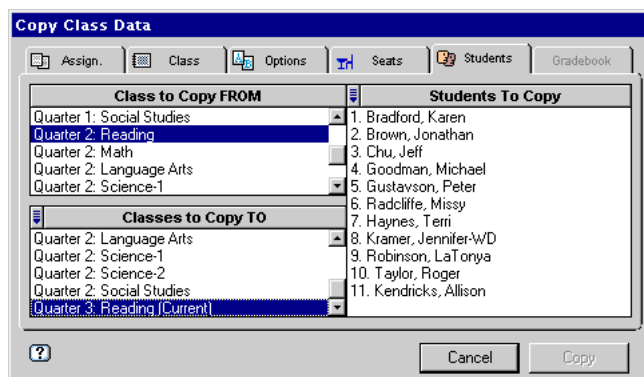 Copy Class Data
Assign. Class Options Seats Students Gradebook
Class to Copy FROM
Quarter 1: Social Studies
Quarter 2: Reading
Quarter 2: Math
Quarter 2: Language Arts
Quarter 2: Science-1
Classes to Copy TO
Quarter 2: Language Arts
Quarter 2: Science-1
Quarter 2: Science-2
Quarter 2: Social Studies
Quarter 3: Reading (Current)
Students To Copy
1. Bradford, Karen
2. Brown, Jonathan
3. Chu, Jeff
4. Goodman, Michael
5. Gustavson, Peter
6. Radcliffe, Missy
7. Haynes, Terri
8. Kramer, Jennifer-WD
9. Robinson, LaTonya
10. Taylor, Roger
11. Kendricks, Allison
? Cancel Copy